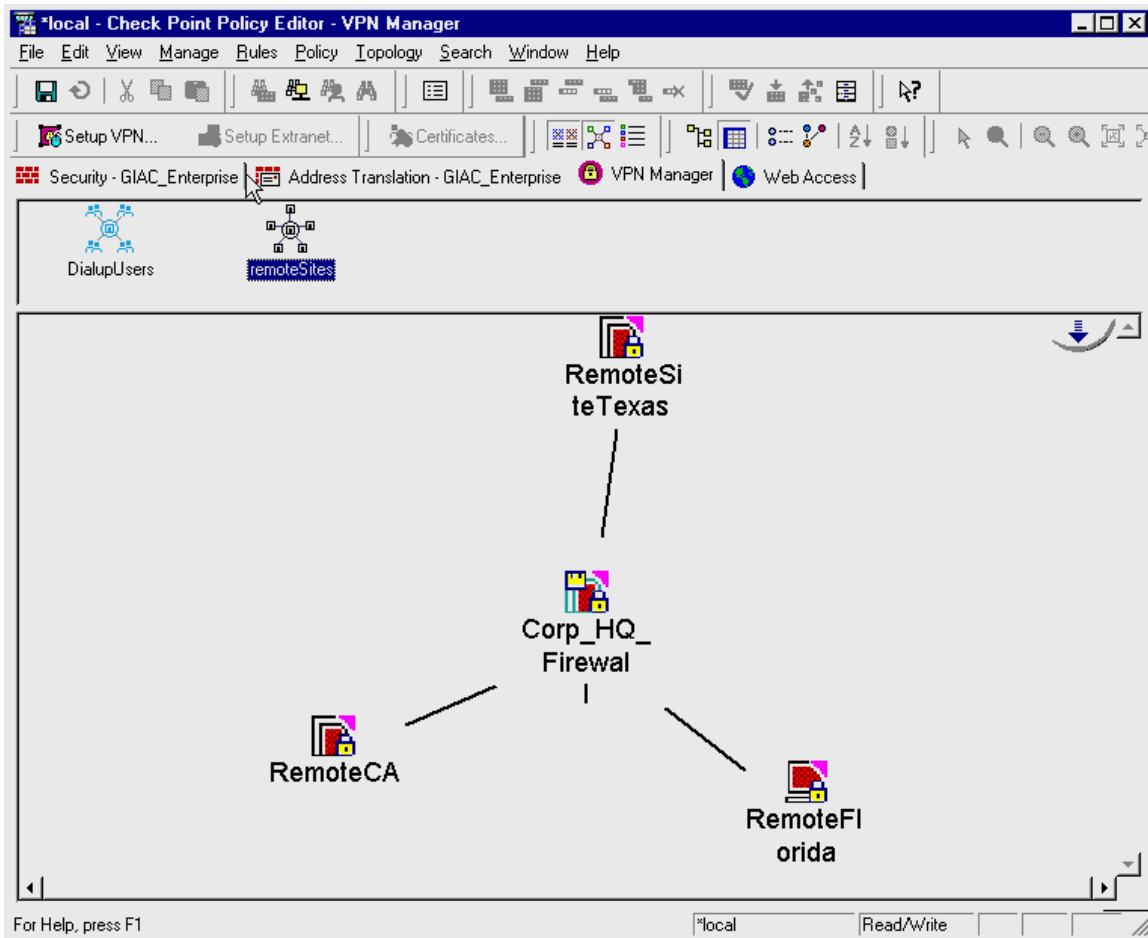 *local - Check Point Policy Editor - VPN Manager
File Edit View Manage Rules Policy Topology Search Window Help
Setup VPN... Setup Extranet... Certificates...
Security - GIAC_Enterprise Address Translation - GIAC_Enterprise VPN Manager Web Access
DialupUsers remoteSites
RemoteSi
teTexas
Corp_HQ_
Firewal
l
RemoteCA
RemoteFl
orida
For Help, press F1 *local Read/Write